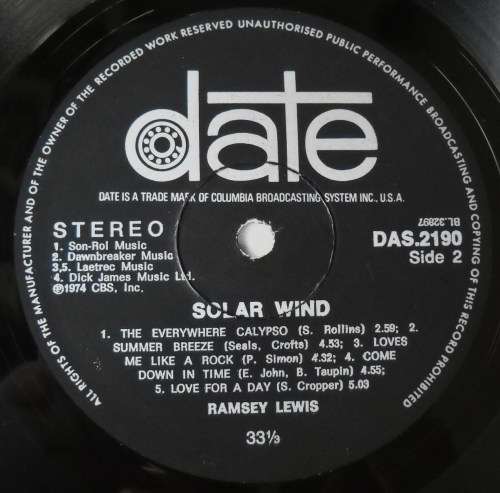 ALL RIGHTS OF THE MANUFACTURER AND OF THE OWNER OF THE RECORDED WORK RESERVED UNAUTHORISED PUBLIC PERFORMANCE BROADCASTING AND COPYING OF THIS RECORD PROHIBITED
date
DATE IS A TRADE MARK OF COLUMBIA BROADCASTING SYSTEM INC., U.S.A.
BL.32897
STEREO
1. Son-Rol Music
2. Dawnbreaker Music
3,5. Laetrec Music
4. Dick James Music Ltd.
℗1974 CBS, Inc.
DAS.2190
Side 2
SOLAR WIND
1. THE EVERYWHERE CALYPSO (S. Rollins) 2.59; 2.
SUMMER BREEZE (Seals, Crofts) 4.53; 3. LOVES
ME LIKE A ROCK (P. Simon) 4.32; 4. COME
DOWN IN TIME (E. John, B. Taupin) 4.55;
5. LOVE FOR A DAY (S. Cropper) 5.03
RAMSEY LEWIS
33⅓